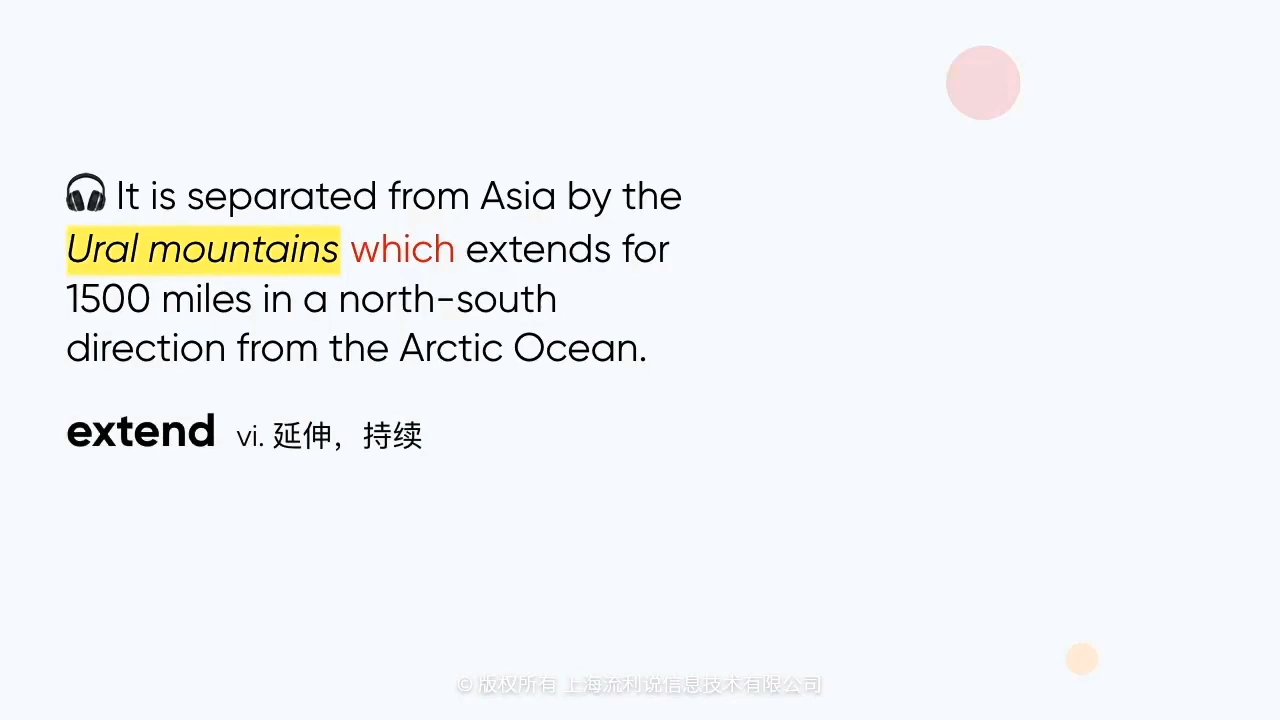 It is separated from Asia by the
Ural mountains which extends for
1500 miles in a north-south
direction from the Arctic Ocean.
extend vi. 延伸，持续
© 版权所有 上海流利说信息技术有限公司